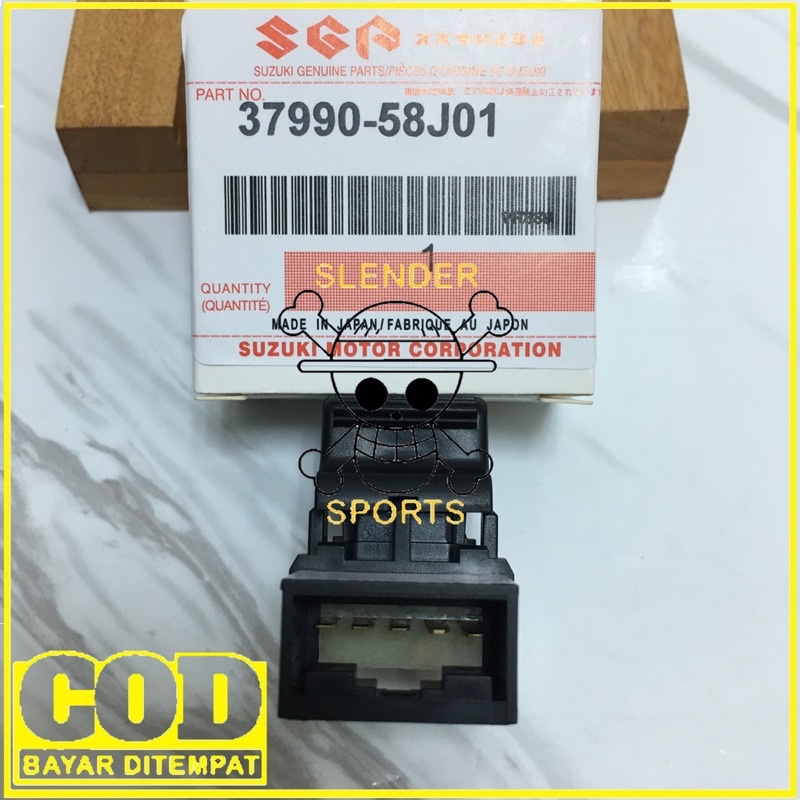 SGP
SUZUKI GENUINE PARTS/PIÈCES D'ORIGINE DE SUZUKI
PART NO.
37990-58J01
1
SLENDER
QUANTITY
(QUANTITÉ)
MADE IN JAPAN/FABRIQUE AU JAPON
SUZUKI MOTOR CORPORATION
SPORTS
COD
BAYAR DITEMPAT